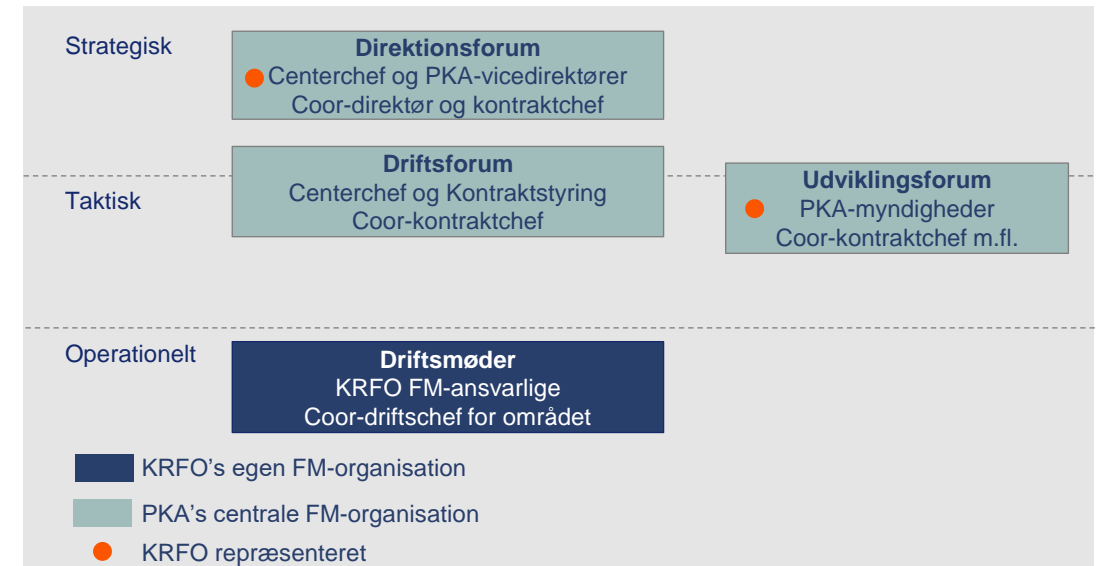 Strategisk
Direktionsforum
Centerchef og PKA-vicedirektører
Coor-direktør og kontraktchef
Driftsforum
Centerchef og Kontraktstyring
Coor-kontraktchef
Taktisk
Udviklingsforum
PKA-myndigheder
Coor-kontraktchef m.fl.
Operationelt
Driftsmøder
KRFO FM-ansvarlige
Coor-driftschef for området
KRFO’s egen FM-organisation
PKA’s centrale FM-organisation
KRFO repræsenteret